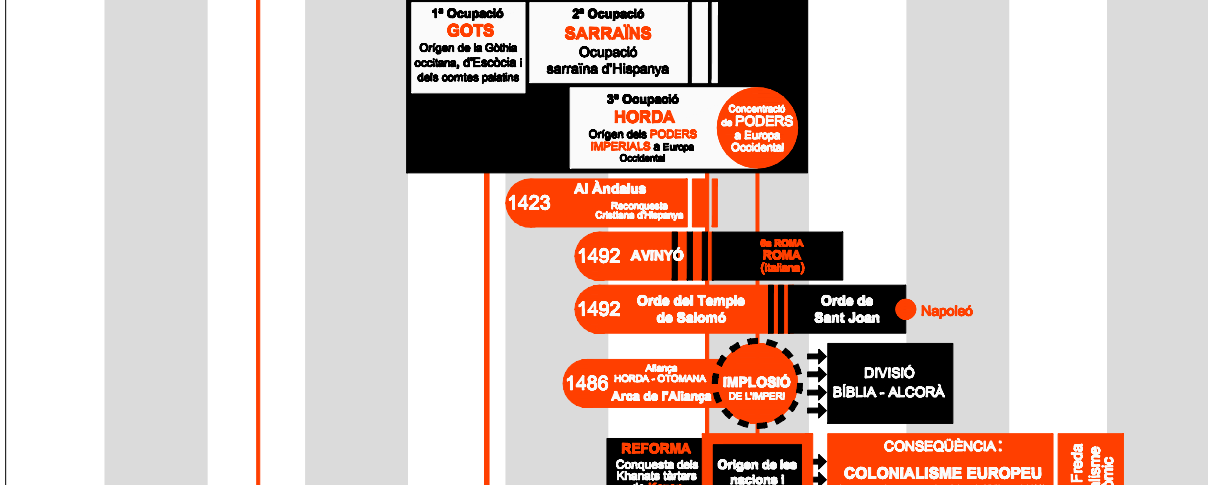 1ª Ocupació
GOTS
Orígen de la Gòthia
occitana, d'Escòcia i
dels comtes palatins
2ª Ocupació
SARRAÏNS
Ocupació
sarraïna d'Hispanya
3ª Ocupació
HORDA
Orígen dels PODERS
IMPERIALS a Europa
Occidental
Concentració
de PODERS
a Europa
Occidental
1423
Al Àndalus
Reconquesta
Cristiana d'Hispanya
1492 AVINYÓ
6a ROMA
ROMA
(italiana)
1492
Orde del Temple
de Salomó
Orde de
Sant Joan
Napoleó
1486
Aliança
HORDA - OTOMANA
Arca de l'Aliança
IMPLOSIÓ
DE L'IMPERI
DIVISIÓ
BÍBLIA - ALCORÀ
REFORMA
Conquesta dels
Khanats tàrtars
Origen de les
nacions i
CONSEQÜÈNCIA:
COLONIALISME EUROPEU
Freda